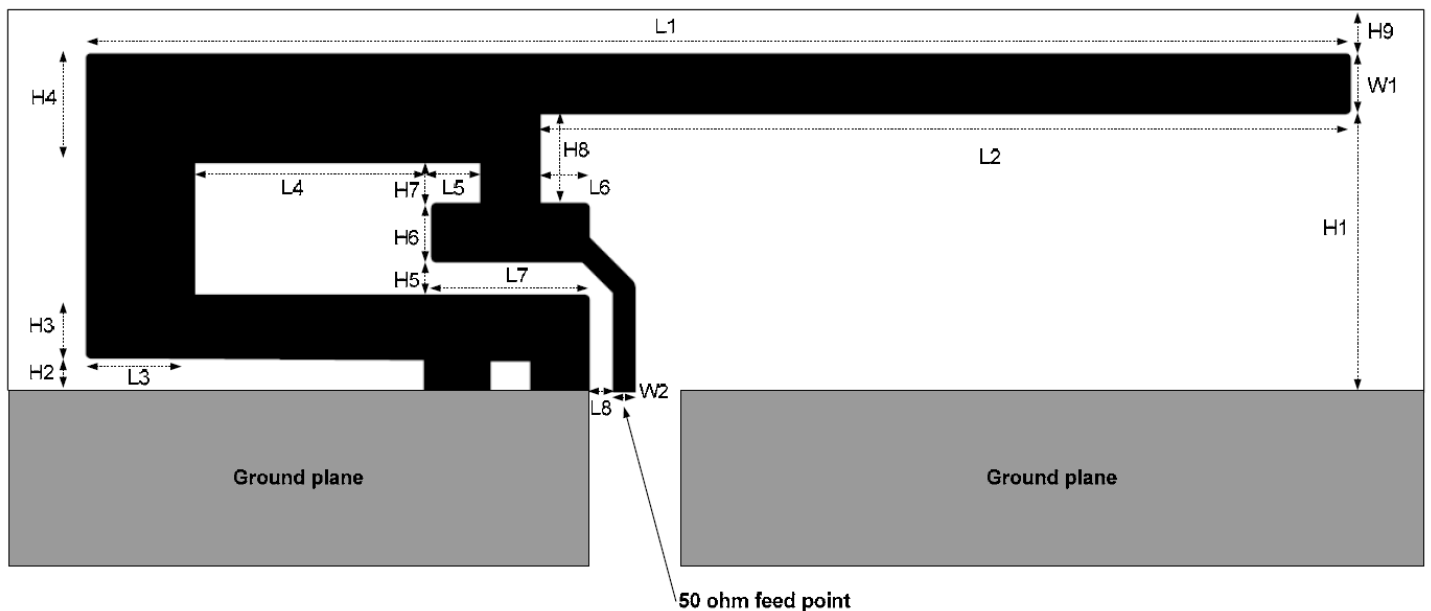 L1
H9
H4
W1
H8
L2
L4
H7
L5
L6
H6
H1
H5
L7
H3
H2
L3
L8
W2
Ground plane
Ground plane
50 ohm feed point